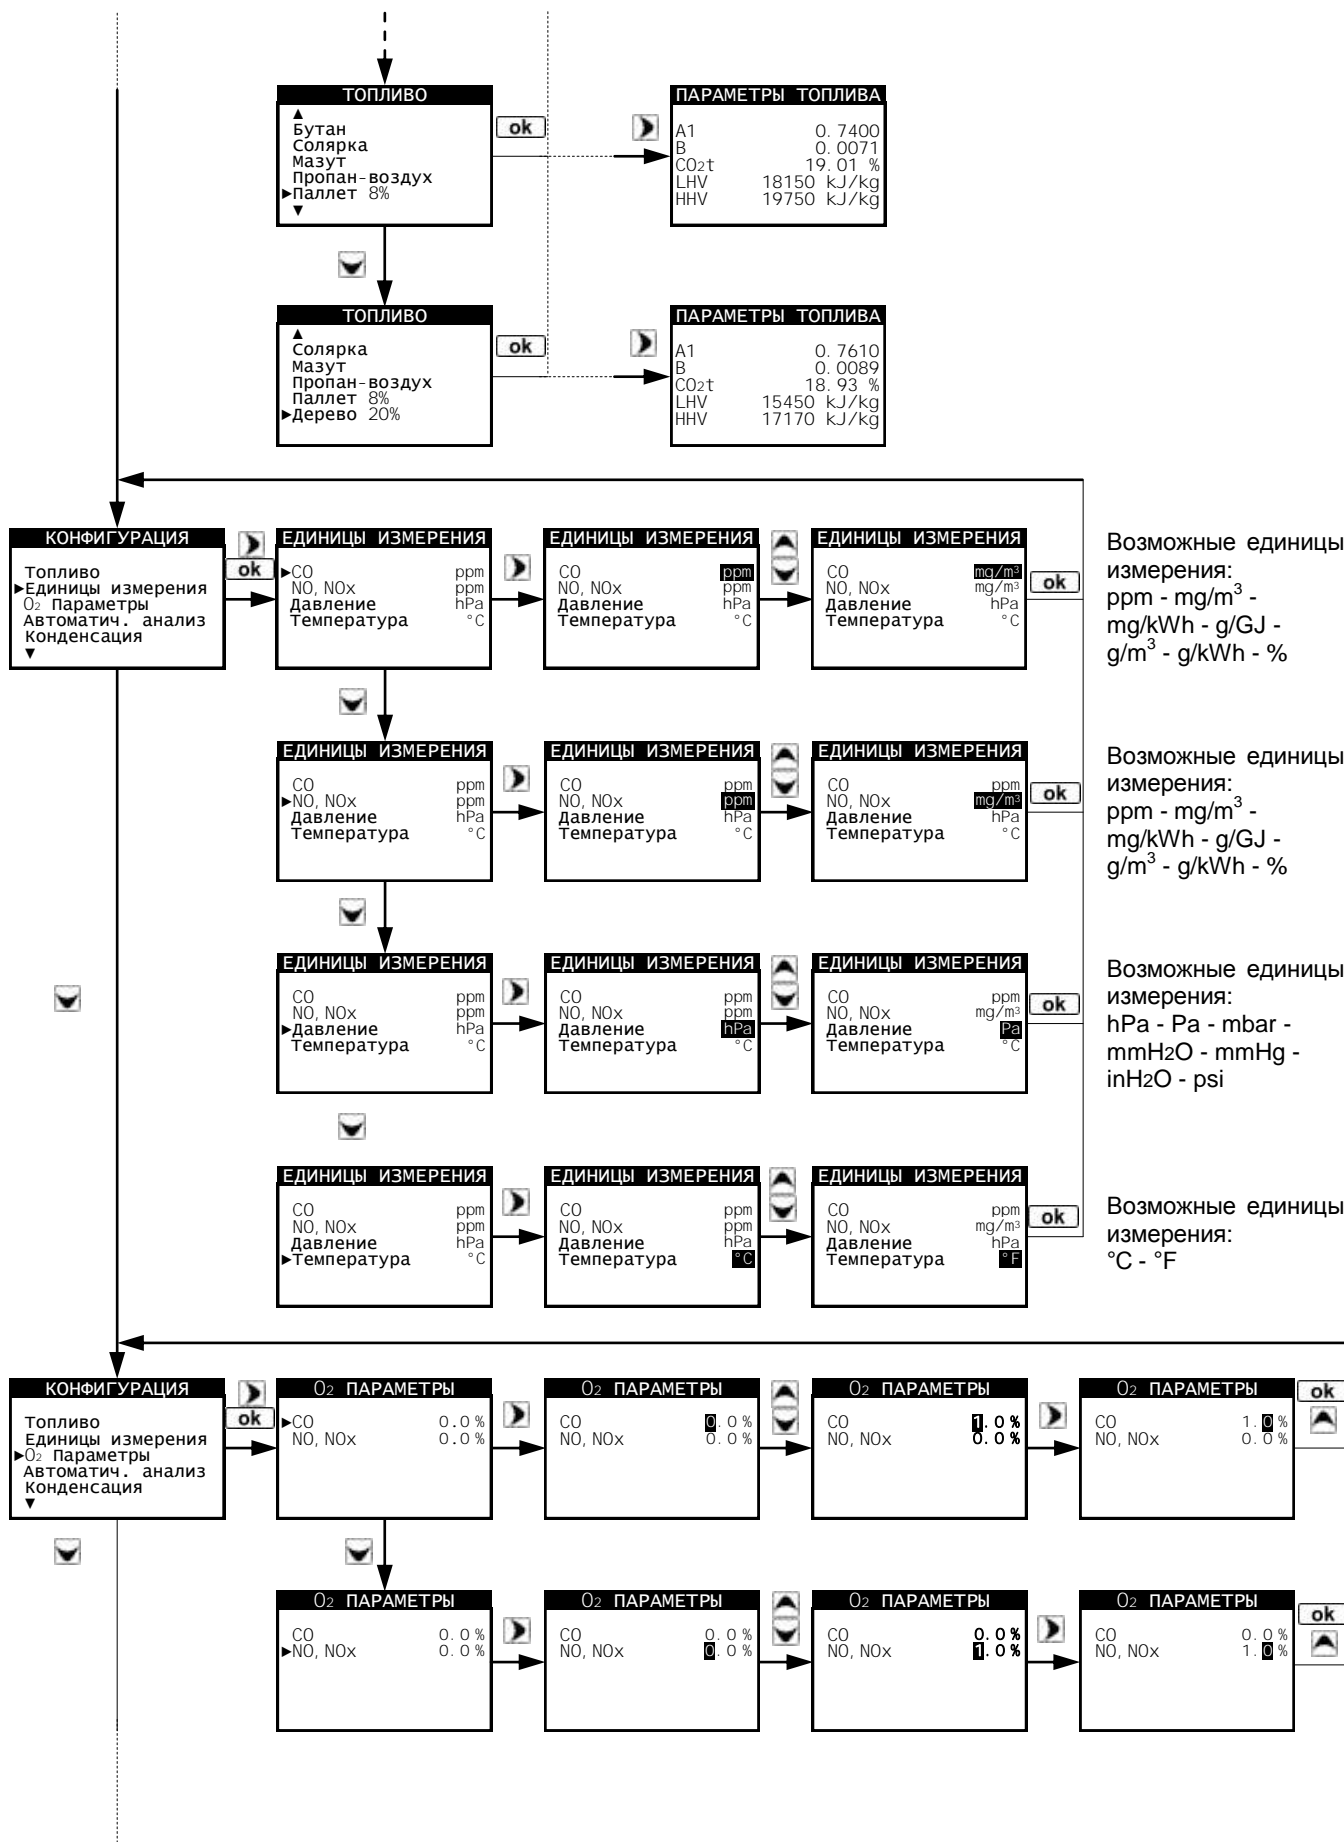 ТОПЛИВО
▲
Бутан
Солярка
Мазут
Пропан-воздух
►Паллет 8%
▼
ok
ПАРАМЕТРЫ ТОПЛИВА
A1 0.7400
B 0.0071
CO2t 19.01 %
LHV 18150 kJ/kg
HHV 19750 kJ/kg
ТОПЛИВО
▲
Солярка
Мазут
Пропан-воздух
Паллет 8%
►Дерево 20%
ok
ПАРАМЕТРЫ ТОПЛИВА
A1 0.7610
B 0.0089
CO2t 18.93 %
LHV 15450 kJ/kg
HHV 17170 kJ/kg
КОНФИГУРАЦИЯ
Топливо
►Единицы измерения
O2 Параметры
Автоматич. анализ
Конденсация
▼
ok
ЕДИНИЦЫ ИЗМЕРЕНИЯ
►CO ppm
NO, NOx ppm
Давление hPa
Температура °C
ЕДИНИЦЫ ИЗМЕРЕНИЯ
CO ppm
NO, NOx ppm
Давление hPa
Температура °C
ЕДИНИЦЫ ИЗМЕРЕНИЯ
CO mg/m³
NO, NOx mg/m³
Давление hPa
Температура °C
ok
Возможные единицы
измерения:
ppm - mg/m³ -
mg/kWh - g/GJ -
g/m³ - g/kWh - %
ЕДИНИЦЫ ИЗМЕРЕНИЯ
CO ppm
►NO, NOx ppm
Давление hPa
Температура °C
ЕДИНИЦЫ ИЗМЕРЕНИЯ
CO ppm
NO, NOx ppm
Давление hPa
Температура °C
ЕДИНИЦЫ ИЗМЕРЕНИЯ
CO ppm
NO, NOx mg/m³
Давление hPa
Температура °C
ok
Возможные единицы
измерения:
ppm - mg/m³ -
mg/kWh - g/GJ -
g/m³ - g/kWh - %
ЕДИНИЦЫ ИЗМЕРЕНИЯ
CO ppm
NO, NOx ppm
►Давление hPa
Температура °C
ЕДИНИЦЫ ИЗМЕРЕНИЯ
CO ppm
NO, NOx ppm
Давление hPa
Температура °C
ЕДИНИЦЫ ИЗМЕРЕНИЯ
CO ppm
NO, NOx mg/m³
Давление Pa
Температура °C
ok
Возможные единицы
измерения:
hPa - Pa - mbar -
mmH2O - mmHg -
inH2O - psi
ЕДИНИЦЫ ИЗМЕРЕНИЯ
CO ppm
NO, NOx ppm
Давление hPa
►Температура °C
ЕДИНИЦЫ ИЗМЕРЕНИЯ
CO ppm
NO, NOx ppm
Давление hPa
Температура °C
ЕДИНИЦЫ ИЗМЕРЕНИЯ
CO ppm
NO, NOx mg/m³
Давление hPa
Температура °F
ok
Возможные единицы
измерения:
°C - °F
КОНФИГУРАЦИЯ
Топливо
Единицы измерения
►O2 Параметры
Автоматич. анализ
Конденсация
▼
ok
O2 ПАРАМЕТРЫ
►CO 0.0%
NO, NOx 0.0%
O2 ПАРАМЕТРЫ
CO 0.0%
NO, NOx 0.0%
O2 ПАРАМЕТРЫ
CO 1.0%
NO, NOx 0.0%
O2 ПАРАМЕТРЫ
CO 1.0%
NO, NOx 0.0%
ok
O2 ПАРАМЕТРЫ
CO 0.0%
►NO, NOx 0.0%
O2 ПАРАМЕТРЫ
CO 0.0%
NO, NOx 0.0%
O2 ПАРАМЕТРЫ
CO 0.0%
NO, NOx 1.0%
O2 ПАРАМЕТРЫ
CO 0.0%
NO, NOx 1.0%
ok